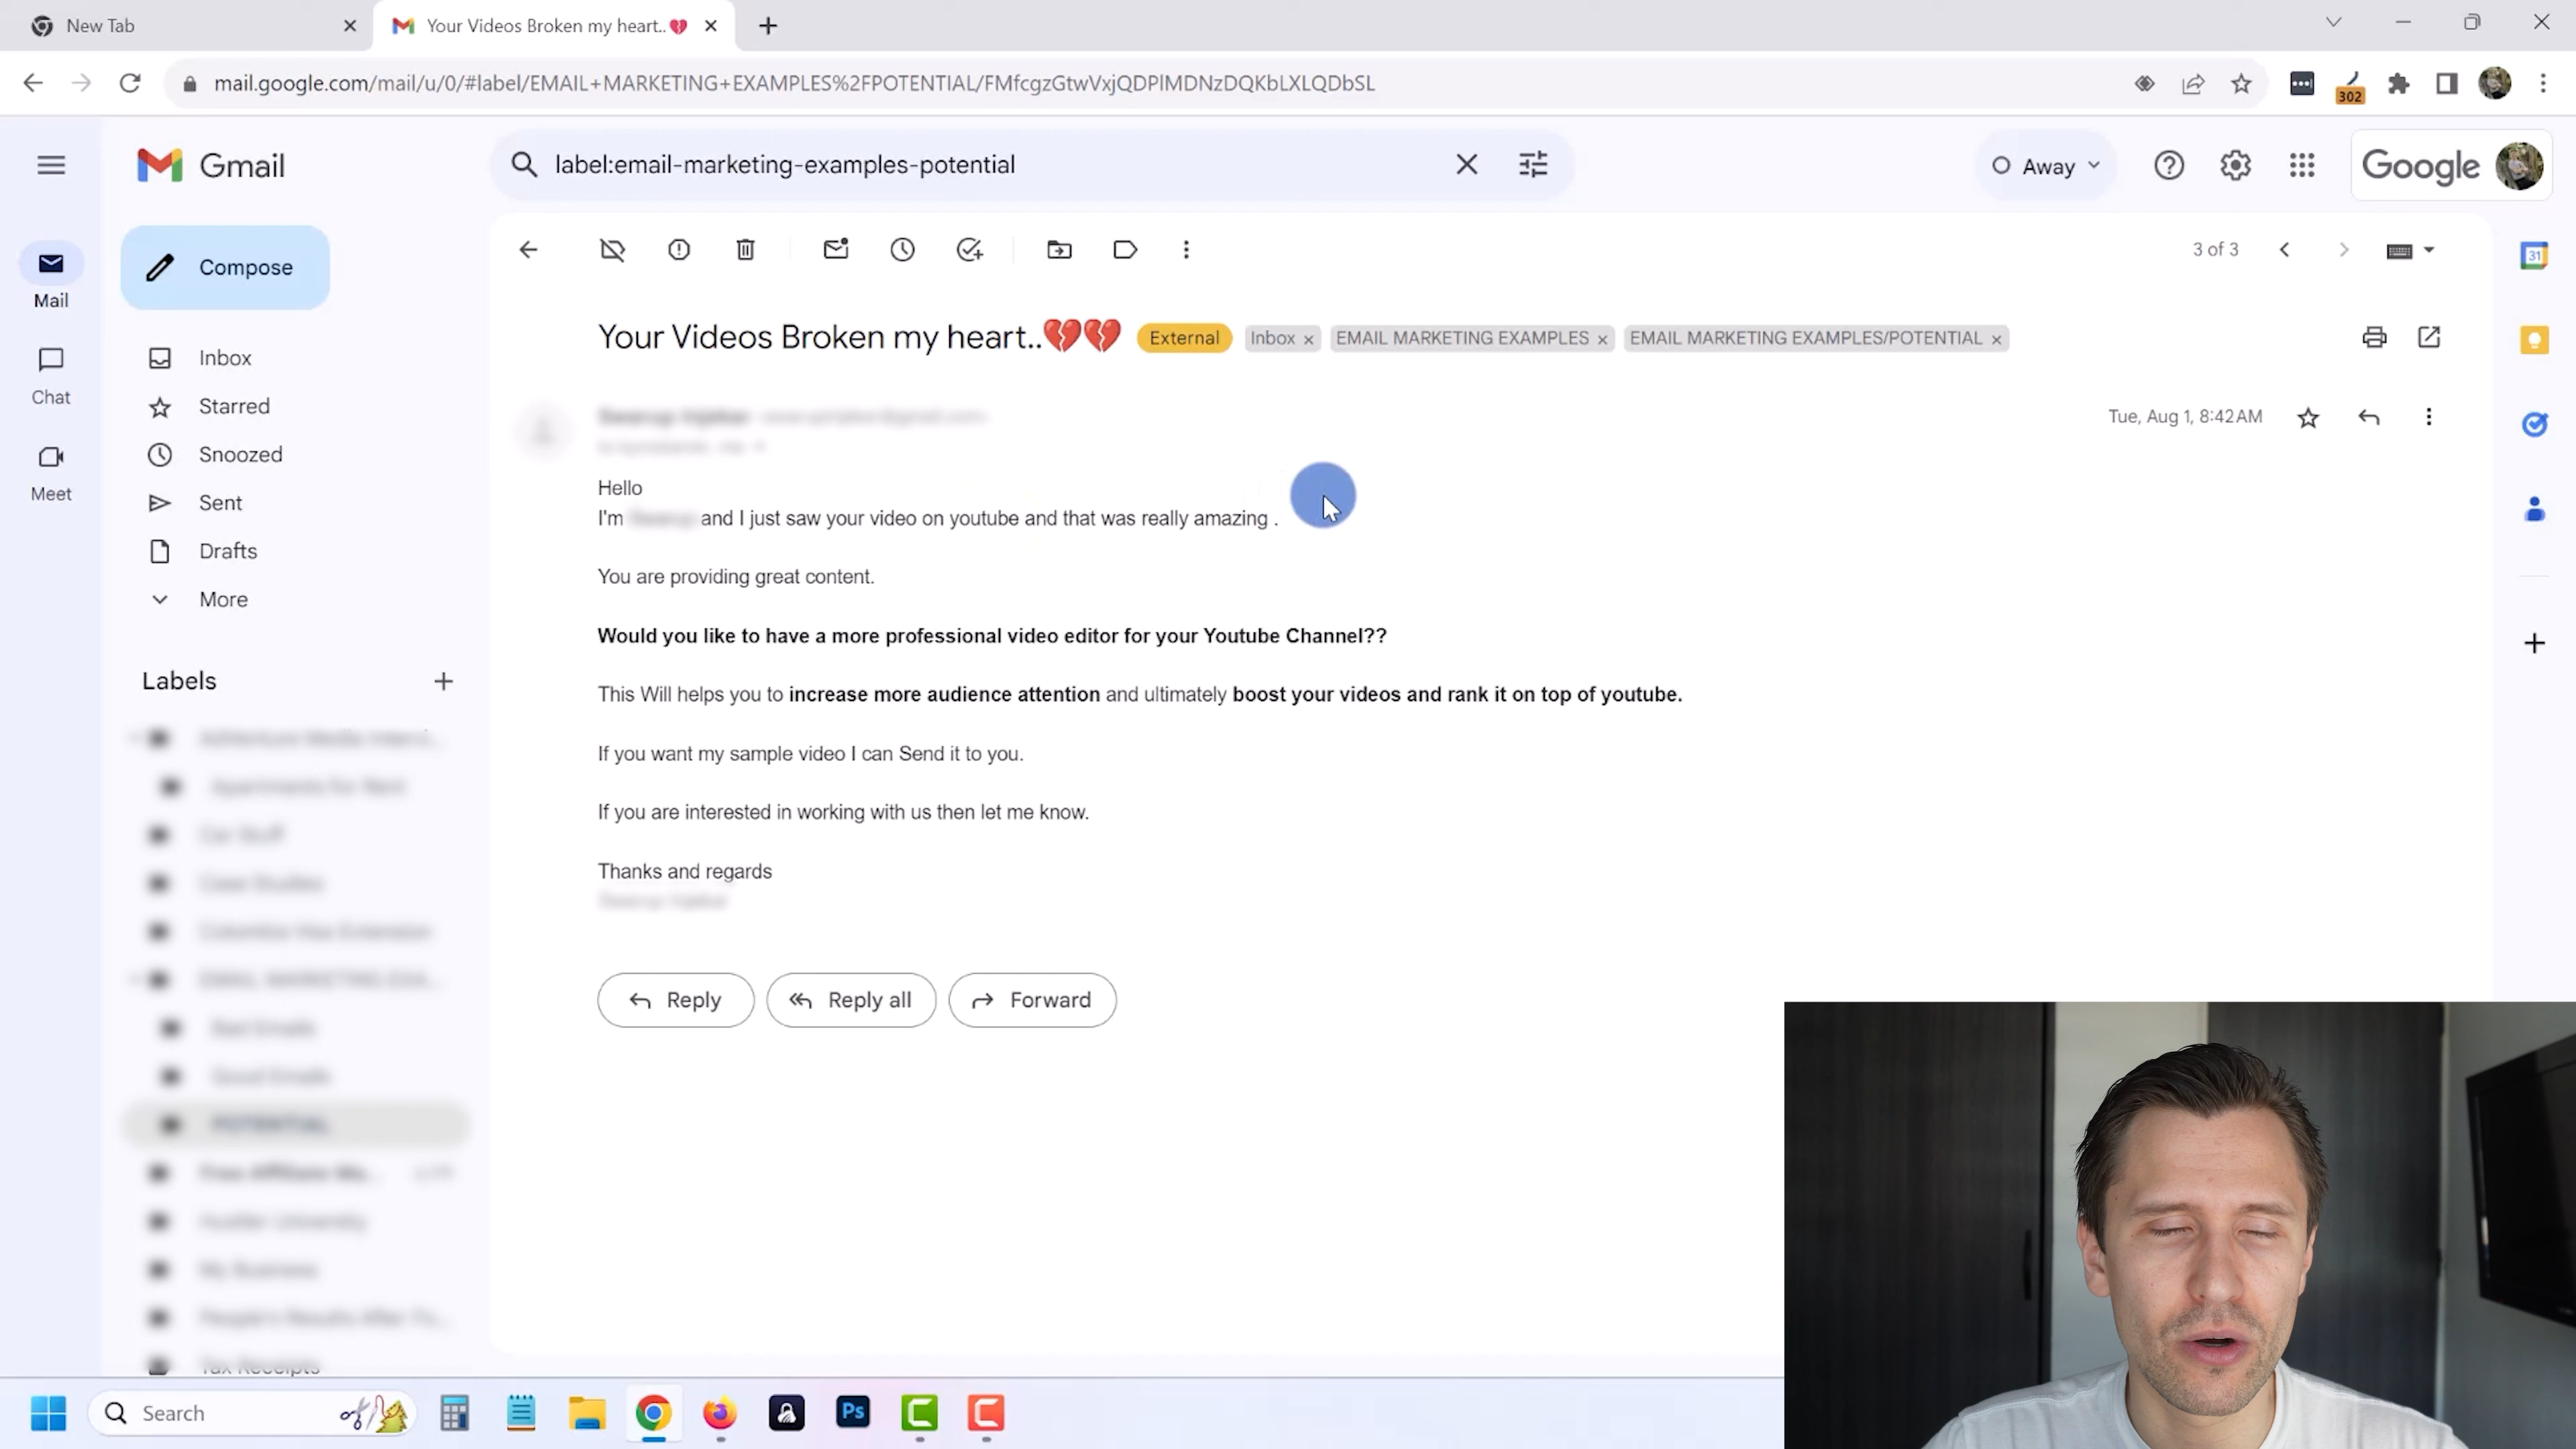 New Tab
Your Videos Broken my heart..💔
mail.google.com/mail/u/0/#label/EMAIL+MARKETING+EXAMPLES%2FPOTENTIAL/FMfcgzGtwVxjQDPlMDNzDQKbLXLQDbSL
302
Gmail
label:email-marketing-examples-potential
Away
Google
Compose
Mail
Chat
Meet
Inbox
Starred
Snoozed
Sent
Drafts
More
Labels
POTENTIAL
3 of 3
31
Your Videos Broken my heart..💔💔 External Inbox × EMAIL MARKETING EXAMPLES × EMAIL MARKETING EXAMPLES/POTENTIAL ×
Tue, Aug 1, 8:42 AM
Hello
I'm and I just saw your video on youtube and that was really amazing .
You are providing great content.
Would you like to have a more professional video editor for your Youtube Channel??
This Will helps you to increase more audience attention and ultimately boost your videos and rank it on top of youtube.
If you want my sample video I can Send it to you.
If you are interested in working with us then let me know.
Thanks and regards
Reply Reply all Forward
Search
Ps